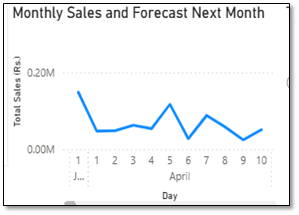 Monthly Sales and Forecast Next Month
Total Sales (Rs.)
0.20M
0.00M
1 1 2 3 4 5 6 7 8 9 10
J... April
Day